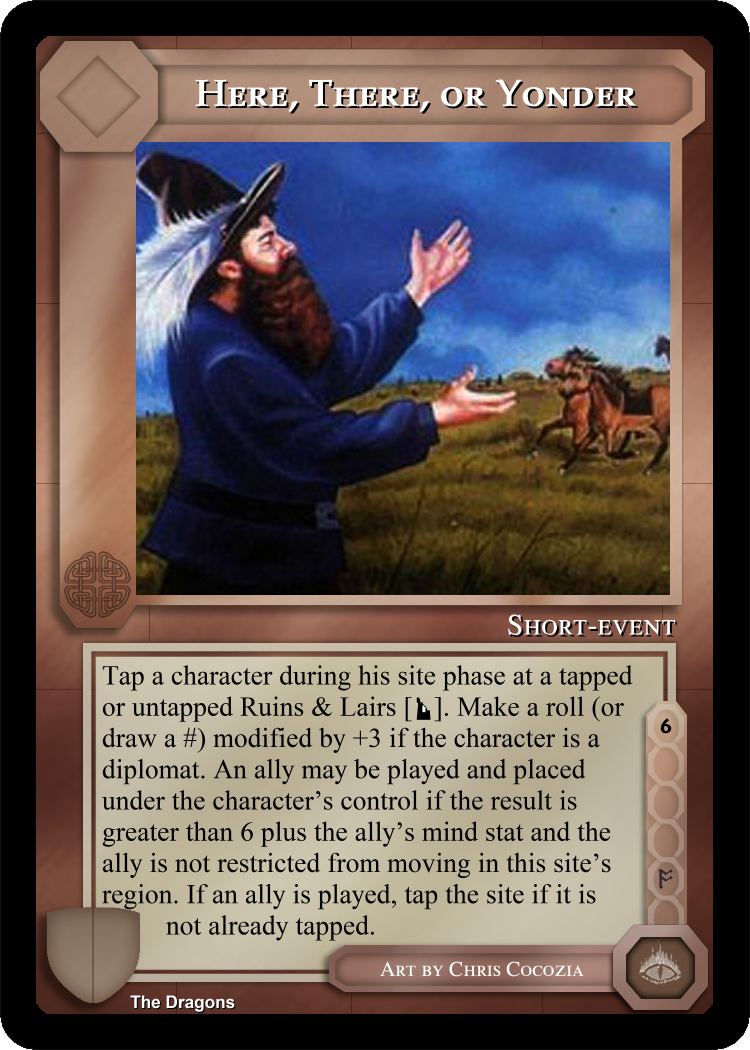 Here, There, or Yonder
Short-event
Tap a character during his site phase at a tapped
or untapped Ruins & Lairs [ ]. Make a roll (or
draw a #) modified by +3 if the character is a
diplomat. An ally may be played and placed
under the character's control if the result is
greater than 6 plus the ally's mind stat and the
ally is not restricted from moving in this site's
region. If an ally is played, tap the site if it is
not already tapped.
6
ᚩ
Art by Chris Cocozia
The Dragons